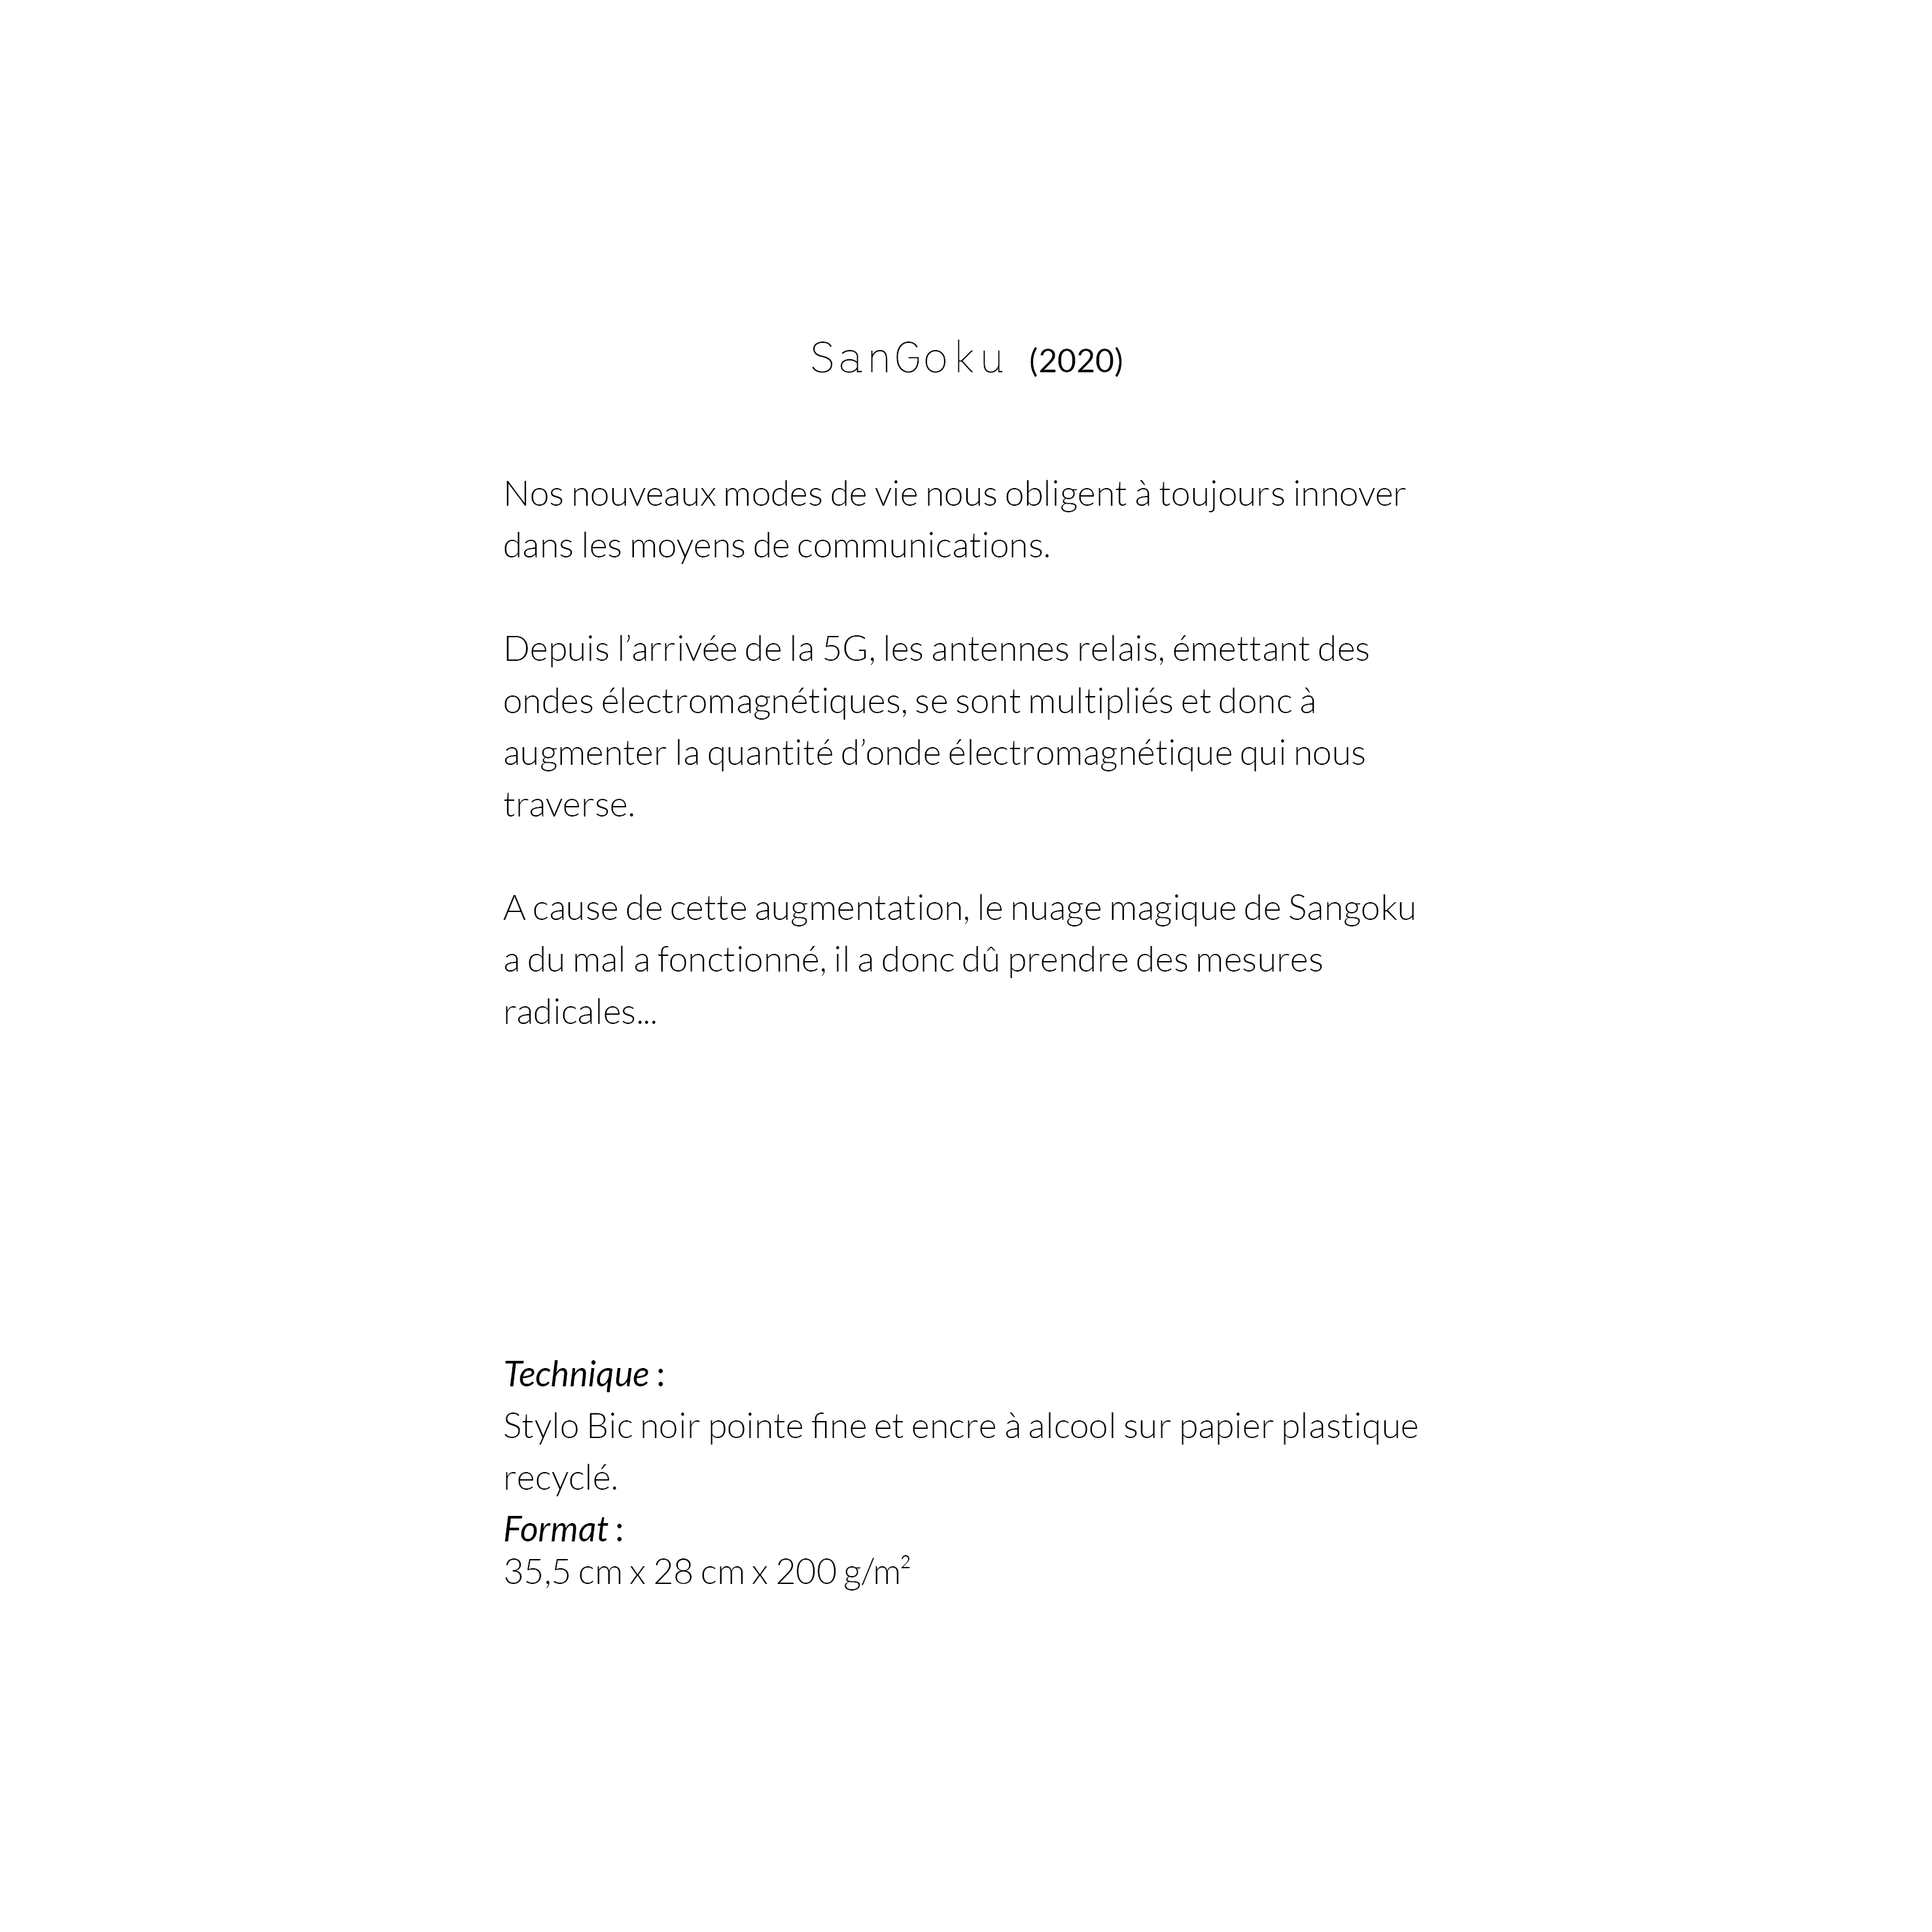 SanGoku (2020)
Nos nouveaux modes de vie nous obligent à toujours innover
dans les moyens de communications.
Depuis l’arrivée de la 5G, les antennes relais, émettant des
ondes électromagnétiques, se sont multipliés et donc à
augmenter la quantité d’onde électromagnétique qui nous
traverse.
A cause de cette augmentation, le nuage magique de Sangoku
a du mal a fonctionné, il a donc dû prendre des mesures
radicales...
Technique :
Stylo Bic noir pointe fine et encre à alcool sur papier plastique
recyclé.
Format :
35,5 cm x 28 cm x 200 g/m²